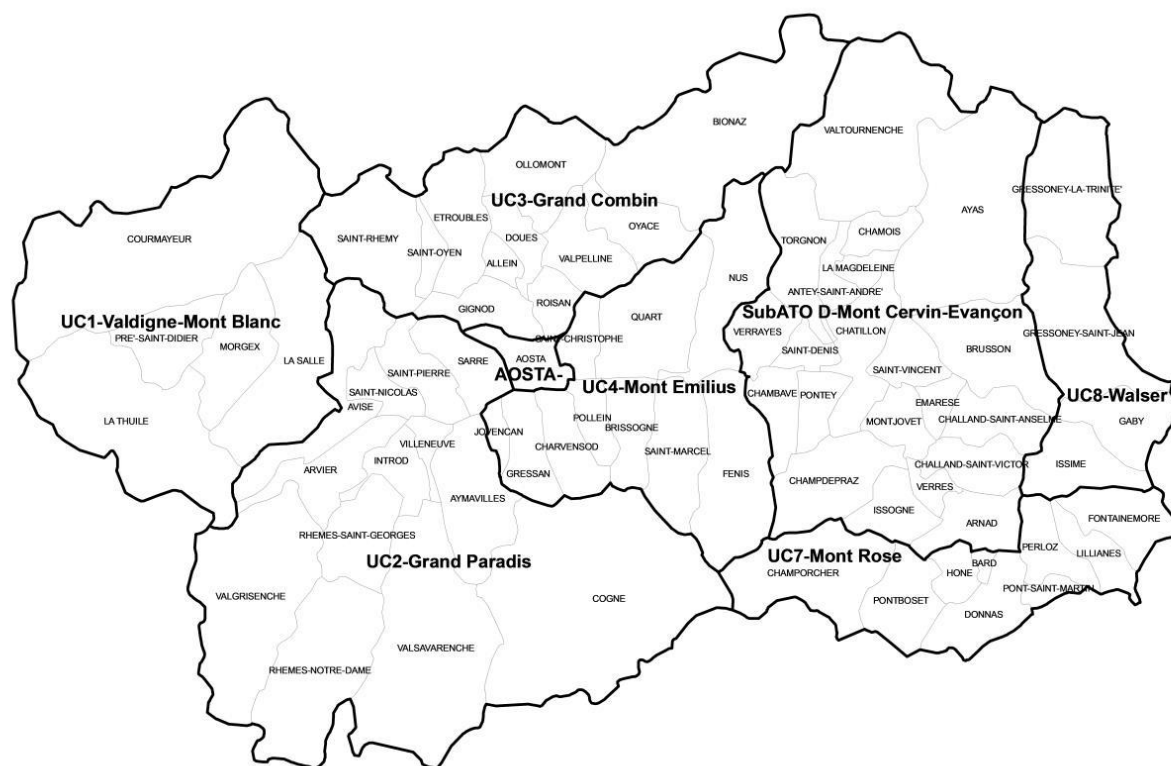 BIONAZ
VALTOURNENCHE
OLLOMONT
GRESSONEY-LA-TRINITE'
UC3-Grand Combin
AYAS
ETROUBLES
OYACE
CHAMOIS
COURMAYEUR
SAINT-RHEMY
DOUES
TORGNON
SAINT-OYEN
VALPELLINE
ALLEIN
LA MAGDELEINE
NUS
ANTEY-SAINT-ANDRE'
ROISAN
GIGNOD
SubATO D-Mont Cervin-Evançon
UC1-Valdigne-Mont Blanc
QUART
VERRAYES
CHATILLON
GRESSONEY-SAINT-JEAN
PRE'-SAINT-DIDIER
SAINT-CHRISTOPHE
MORGEX
BRUSSON
SAINT-DENIS
LA SALLE
AOSTA
SARRE
SAINT-VINCENT
SAINT-PIERRE
AOSTA-
UC4-Mont Emilius
SAINT-NICOLAS
CHAMBAVE
PONTEY
UC8-Walser
EMARESE
AVISE
POLLEIN
LA THUILE
MONTJOVET
CHALLAND-SAINT-ANSELME
GABY
BRISSOGNE
JOVENCAN
VILLENEUVE
CHARVENSOD
SAINT-MARCEL
INTROD
CHALLAND-SAINT-VICTOR
ISSIME
ARVIER
GRESSAN
FENIS
CHAMPDEPRAZ
VERRES
AYMAVILLES
ISSOGNE
FONTAINEMORE
ARNAD
RHEMES-SAINT-GEORGES
PERLOZ
LILLIANES
UC7-Mont Rose
UC2-Grand Paradis
BARD
CHAMPORCHER
HONE
PONT-SAINT-MARTIN
VALGRISENCHE
COGNE
PONTBOSET
DONNAS
VALSAVARENCHE
RHEMES-NOTRE-DAME